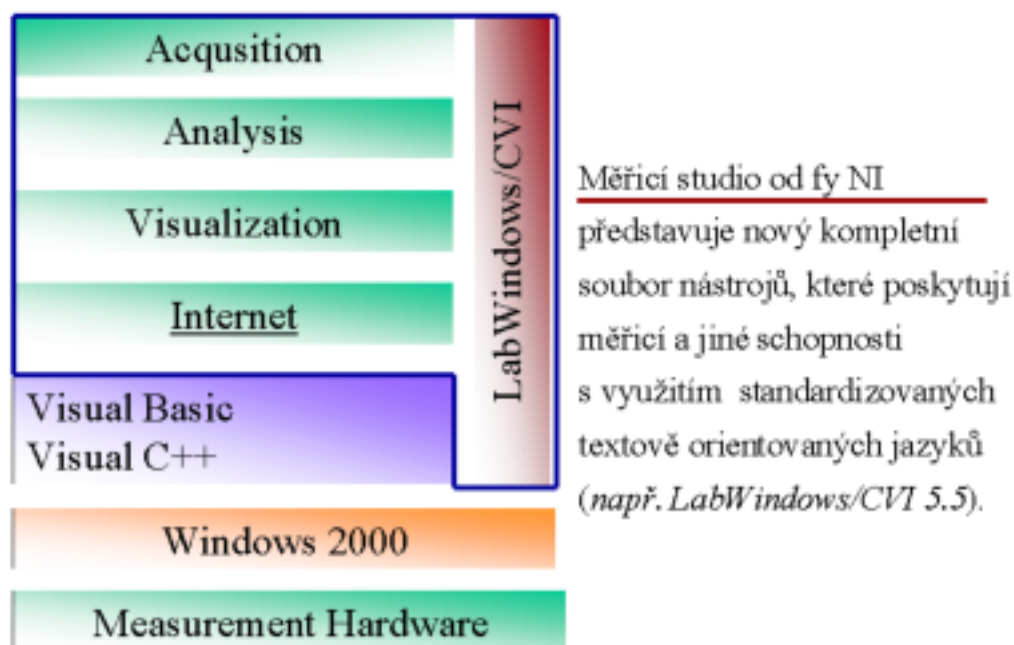 Acqusition
Analysis
Visualization
Internet
Visual Basic
Visual C++
LabWindows/CVI
Windows 2000
Measurement Hardware
Měřicí studio od fy NI
představuje nový kompletní
soubor nástrojů, které poskytují
měřicí a jiné schopnosti
s využitím standardizovaných
textově orientovaných jazyků
(např. LabWindows/CVI 5.5).